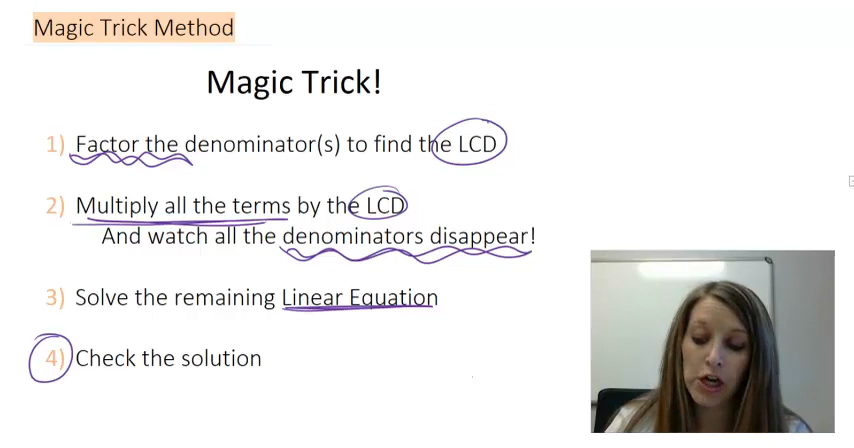 Magic Trick Method
Magic Trick!
1) Factor the denominator(s) to find the LCD
2) Multiply all the terms by the LCD
And watch all the denominators disappear!
3) Solve the remaining Linear Equation
4) Check the solution